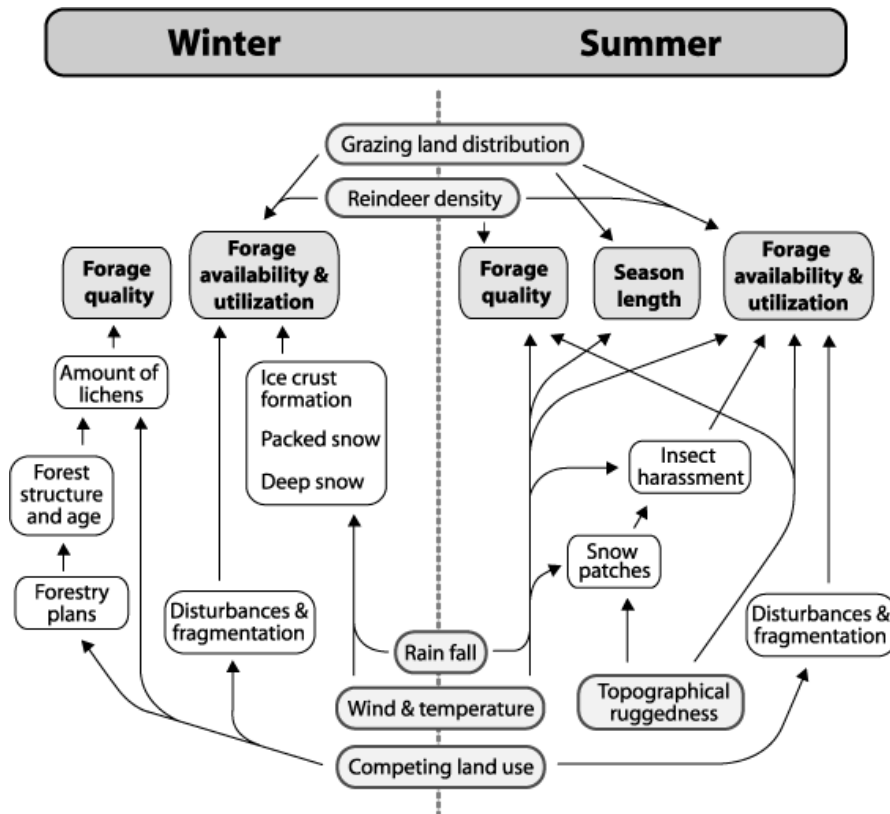 Winter Summer
Grazing land distribution
Reindeer density
Forage
quality
Forage
availability &
utilization
Forage
quality
Season
length
Forage
availability &
utilization
Amount of
lichens
Ice crust
formation
Packed snow
Deep snow
Forest
structure
and age
Insect
harassment
Snow
patches
Forestry
plans
Disturbances &
fragmentation
Rain fall
Disturbances &
fragmentation
Wind & temperature
Topographical
ruggedness
Competing land use